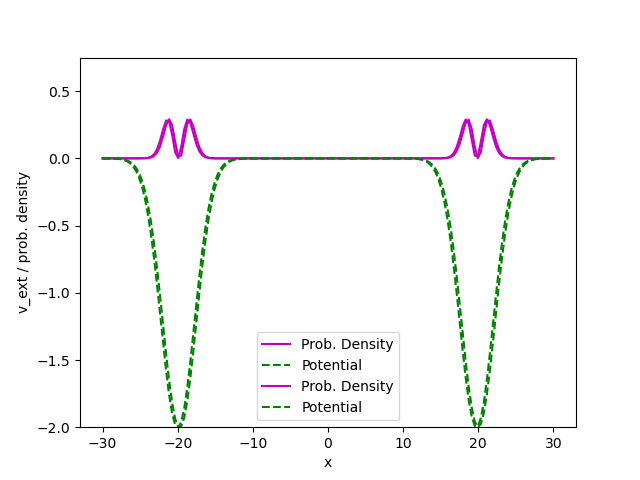 0.5
0.0
−0.5
−1.0
−1.5
−2.0
v_ext / prob. density
Prob. Density
Potential
Prob. Density
Potential
−30 −20 −10 0 10 20 30
x